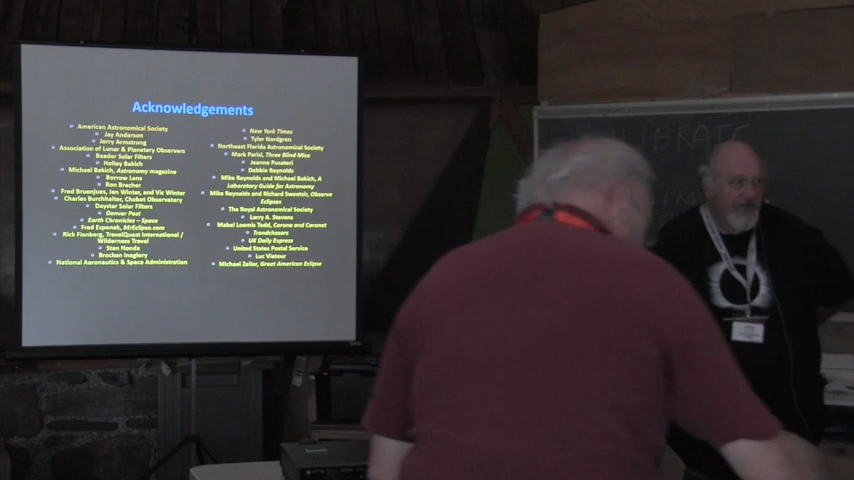 Acknowledgements
American Astronomical Society
Jay Anderson
Jerry Armstrong
Association of Lunar & Planetary Observers
Baader Solar Filters
Holley Bakich
Michael Bakich, Astronomy magazine
Borrow Lens
Ron Brecher
Fred Bruenjues, Jen Winter, and Vic Winter
Charles Burchhalter, Chabot Observatory
Daystar Solar Filters
Denver Post
Earth Chronicles – Space
Fred Espenak, MrEclipse.com
Rick Fienberg, TravelQuest International /
Wilderness Travel
Stan Honda
Brocken Inaglory
National Aeronautics & Space Administration
New York Times
Tyler Nordgren
Northeast Florida Astronomical Society
Mark Parisi, Three Blind Mice
Jeanne Pusateri
Debbie Reynolds
Mike Reynolds and Michael Bakich, A
Laboratory Guide for Astronomy
Mike Reynolds and Richard Sweetsir, Observe
Eclipses
The Royal Astronomical Society
Larry A. Stevens
Mabel Loomis Todd, Corona and Coronet
Trendchasers
UK Daily Express
United States Postal Service
Luc Viatour
Michael Zeiler, Great American Eclipse